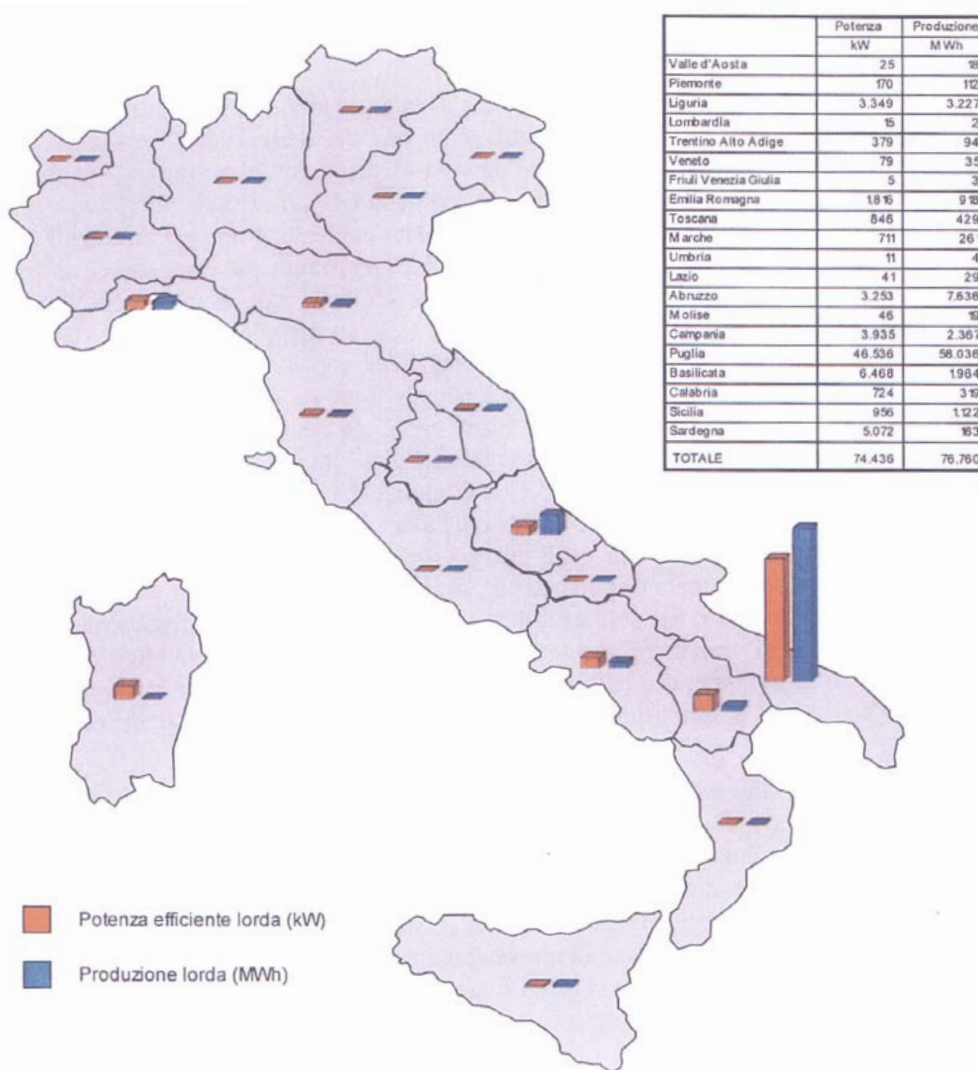 Potenza Produzione
kW MWh
Valle d'Aosta 25 18
Piemonte 170 112
Liguria 3.349 3.227
Lombardia 15 2
Trentino Alto Adige 379 94
Veneto 79 35
Friuli Venezia Giulia 5 3
Emilia Romagna 1.816 918
Toscana 846 429
Marche 711 261
Umbria 11 4
Lazio 41 29
Abruzzo 3.253 7.636
Molise 46 19
Campania 3.935 2.367
Puglia 46.536 58.036
Basilicata 6.468 1.964
Calabria 724 319
Sicilia 956 1.122
Sardegna 5.072 163
TOTALE 74.436 76.760
Potenza efficiente lorda (kW)
Produzione lorda (MWh)